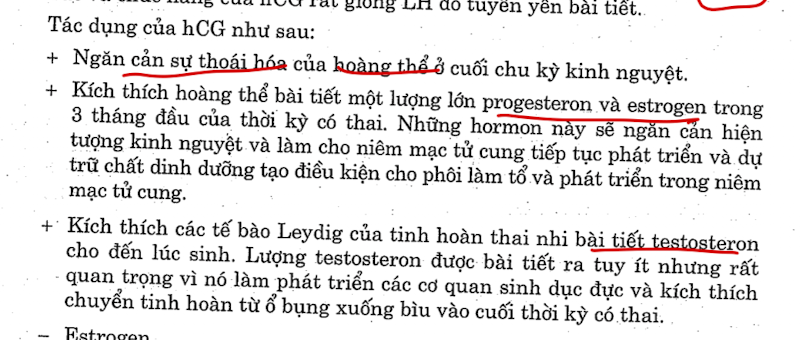 năng của hCG rất giống LH do tuyến yên bài tiết.
Tác dụng của hCG như sau:
+ Ngăn cản sự thoái hóa của hoàng thể ở cuối chu kỳ kinh nguyệt.
+ Kích thích hoàng thể bài tiết một lượng lớn progesteron và estrogen trong
3 tháng đầu của thời kỳ có thai. Những hormon này sẽ ngăn cản hiện
tượng kinh nguyệt và làm cho niêm mạc tử cung tiếp tục phát triển và dự
trữ chất dinh dưỡng tạo điều kiện cho phôi làm tổ và phát triển trong niêm
mạc tử cung.
+ Kích thích các tế bào Leydig của tinh hoàn thai nhi bài tiết testosteron
cho đến lúc sinh. Lượng testosteron được bài tiết ra tuy ít nhưng rất
quan trọng vì nó làm phát triển các cơ quan sinh dục đực và kích thích
chuyển tinh hoàn từ ổ bụng xuống bìu vào cuối thời kỳ có thai.
– Estrogen